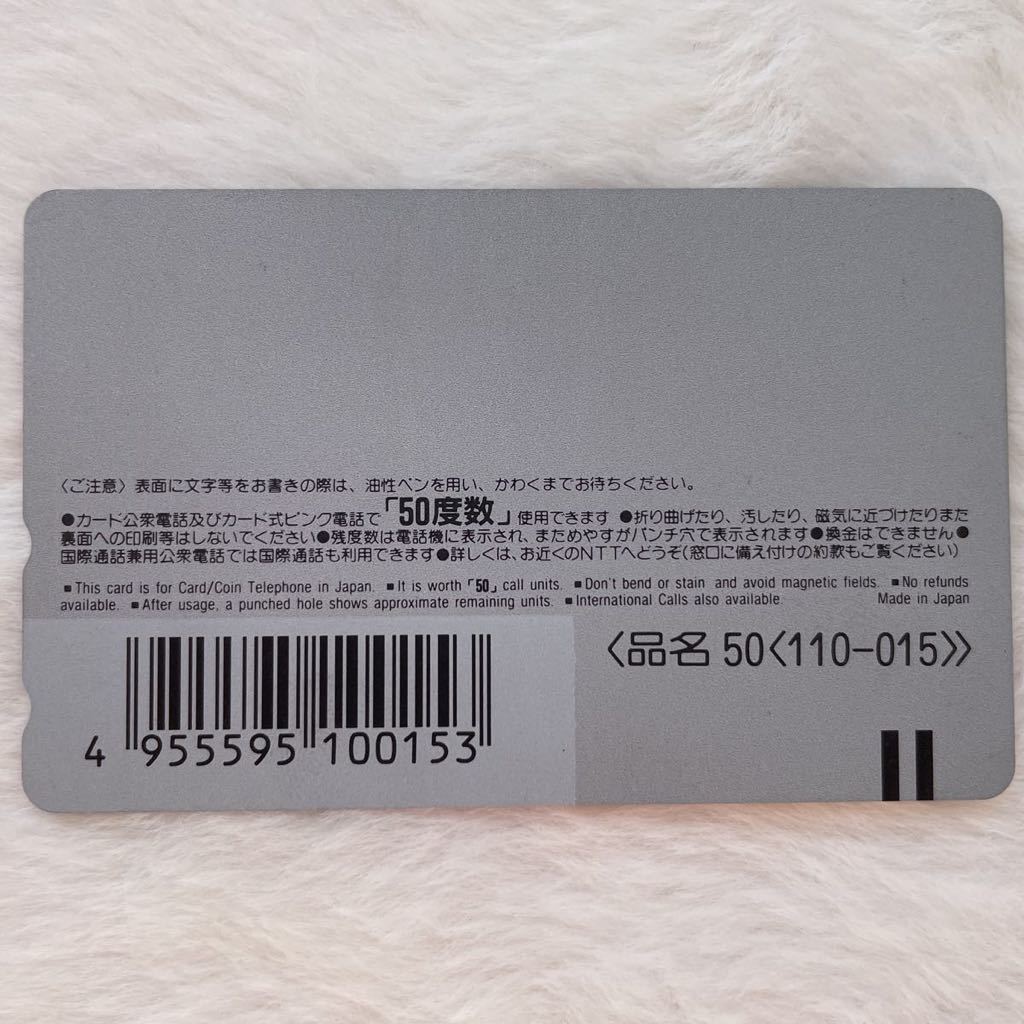 〈ご注意〉表面に文字等をお書きの際は、油性ペンを用い、かわくまでお待ちください。
●カード公衆電話及びカード式ピンク電話で「50度数」使用できます ●折り曲げたり、汚したり、磁気に近づけたりまた
裏面への印刷等はしないでください●残度数は電話機に表示され、まためやすがパンチ穴で表示されます●換金はできません●
国際通話兼用公衆電話では国際通話も利用できます●詳しくは、お近くのNTTへどうぞ(窓口に備え付けの約款もご覧ください)
■This card is for Card/Coin Telephone in Japan. ■It is worth「50」call units. ■Don't bend or stain and avoid magnetic fields. ■No refunds
available. ■After usage, a punched hole shows approximate remaining units. ■International Calls also available. Made in Japan
〈品名 50〈110-015〉〉
4 955595 100153